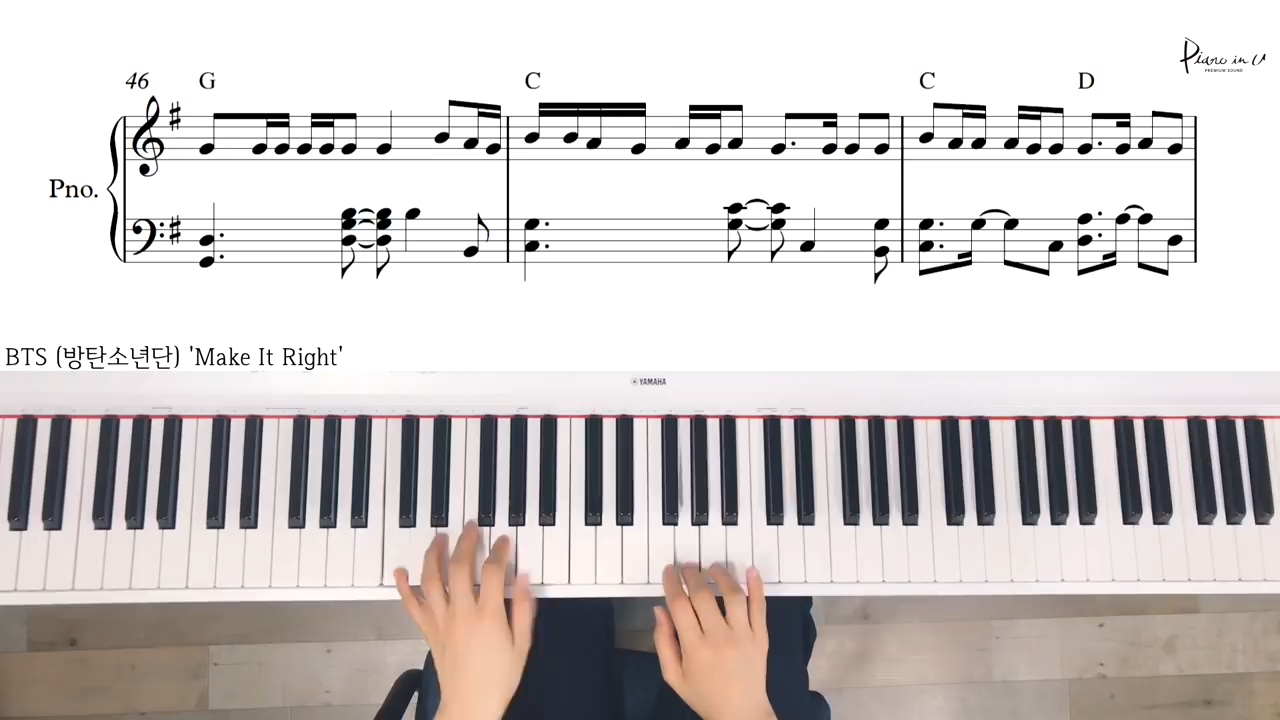 Piano in U
PREMIUM SOUND
46 G C C D
Pno.
BTS (방탄소년단) 'Make It Right'
YAMAHA